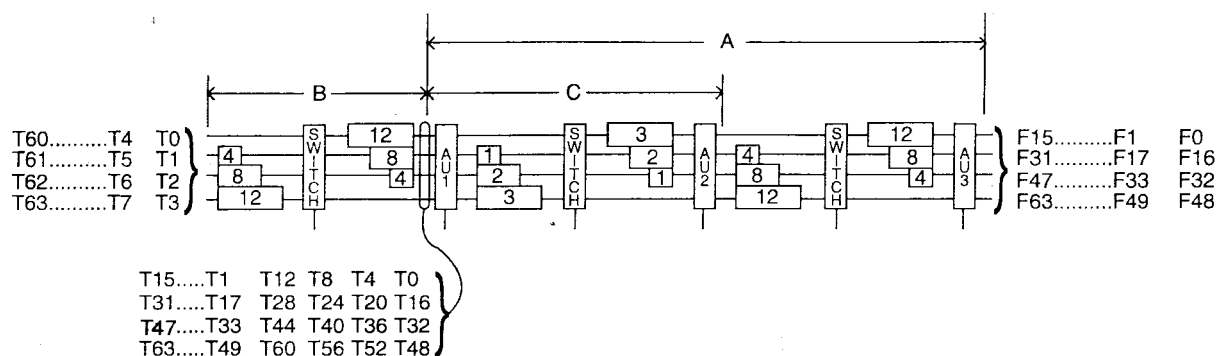 A
B
C
T60..........T4 T0
T61..........T5 T1
T62..........T6 T2
T63..........T7 T3
4
8
12
SWITCH
12
8
4
AU1
1
2
3
SWITCH
3
2
1
AU2
4
8
12
SWITCH
12
8
4
AU3
F15..........F1 F0
F31..........F17 F16
F47..........F33 F32
F63..........F49 F48
T15.....T1 T12 T8 T4 T0
T31.....T17 T28 T24 T20 T16
T47.....T33 T44 T40 T36 T32
T63.....T49 T60 T56 T52 T48